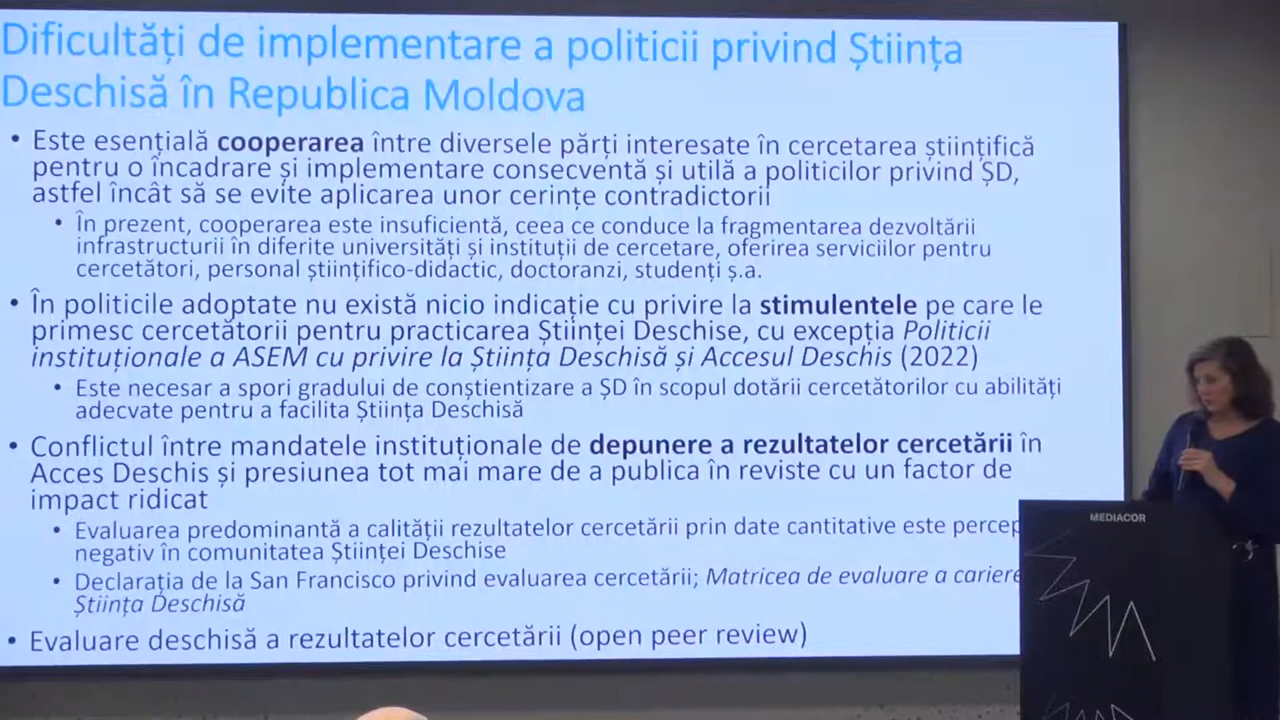 Dificultăți de implementare a politicii privind Știința
Deschisă în Republica Moldova
• Este esențială cooperarea între diversele părți interesate în cercetarea științifică
pentru o încadrare și implementare consecventă și utilă a politicilor privind ȘD,
astfel încât să se evite aplicarea unor cerințe contradictorii
• În prezent, cooperarea este insuficientă, ceea ce conduce la fragmentarea dezvoltării
infrastructurii în diferite universități și instituții de cercetare, oferirea serviciilor pentru
cercetători, personal științifico-didactic, doctoranzi, studenți ș.a.
• În politicile adoptate nu există nicio indicație cu privire la stimulentele pe care le
primesc cercetătorii pentru practicarea Științei Deschise, cu excepția Politicii
instituționale a ASEM cu privire la Știința Deschisă și Accesul Deschis (2022)
• Este necesar a spori gradului de conștientizare a ȘD în scopul dotării cercetătorilor cu abilități
adecvate pentru a facilita Știința Deschisă
• Conflictul între mandatele instituționale de depunere a rezultatelor cercetării în
Acces Deschis și presiunea tot mai mare de a publica în reviste cu un factor de
impact ridicat
• Evaluarea predominantă a calității rezultatelor cercetării prin date cantitative este percep
negativ în comunitatea Științei Deschise
• Declarația de la San Francisco privind evaluarea cercetării; Matricea de evaluare a cariere
Știința Deschisă
• Evaluare deschisă a rezultatelor cercetării (open peer review)
MEDIACOR